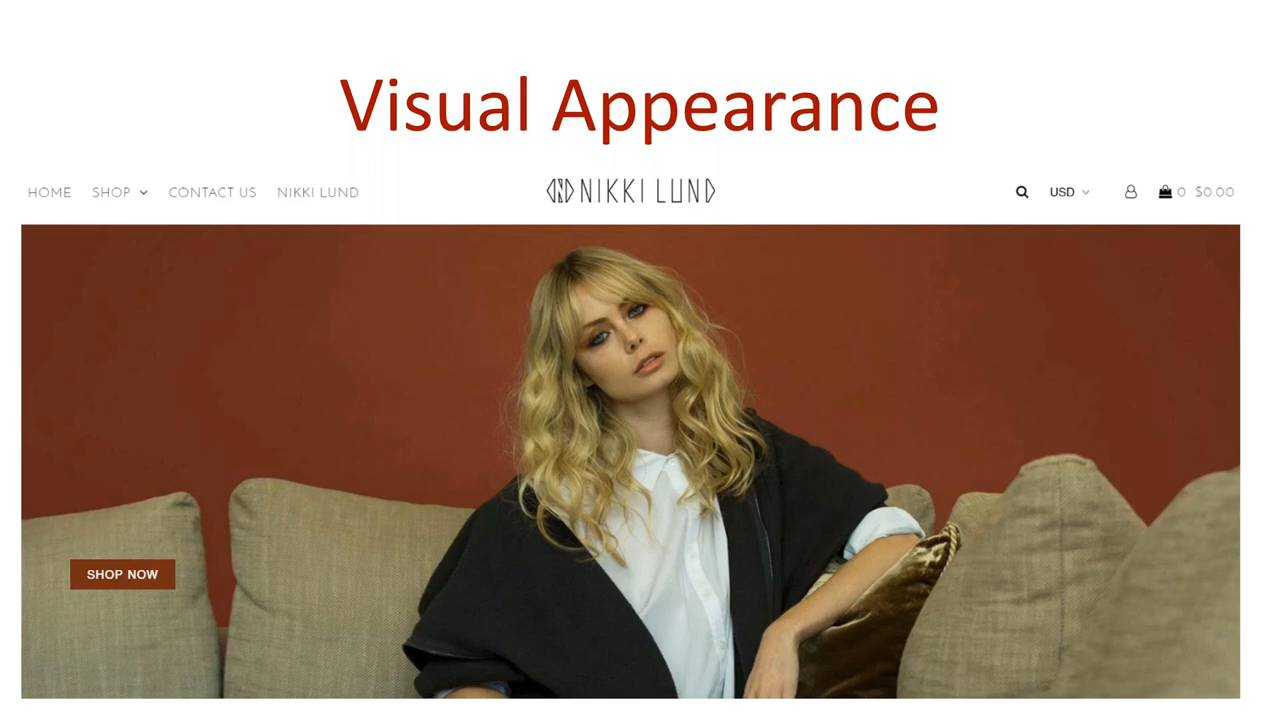 Visual Appearance
HOME SHOP CONTACT US NIKKI LUND NIKKI LUND USD 0 $0.00
SHOP NOW